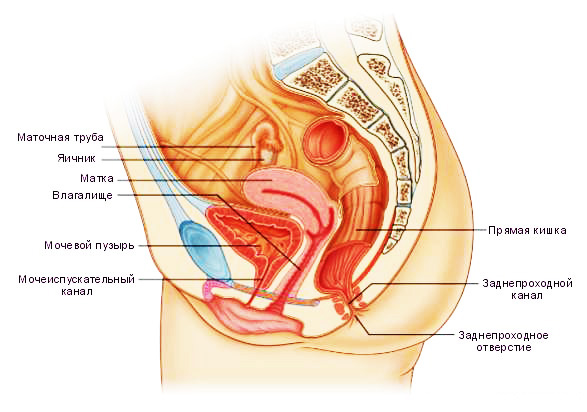 Маточная труба
Яичник
Матка
Влагалище
Мочевой пузырь
Мочеиспускательный
канал
Прямая кишка
Заднепроходной
канал
Заднепроходное
отверстие